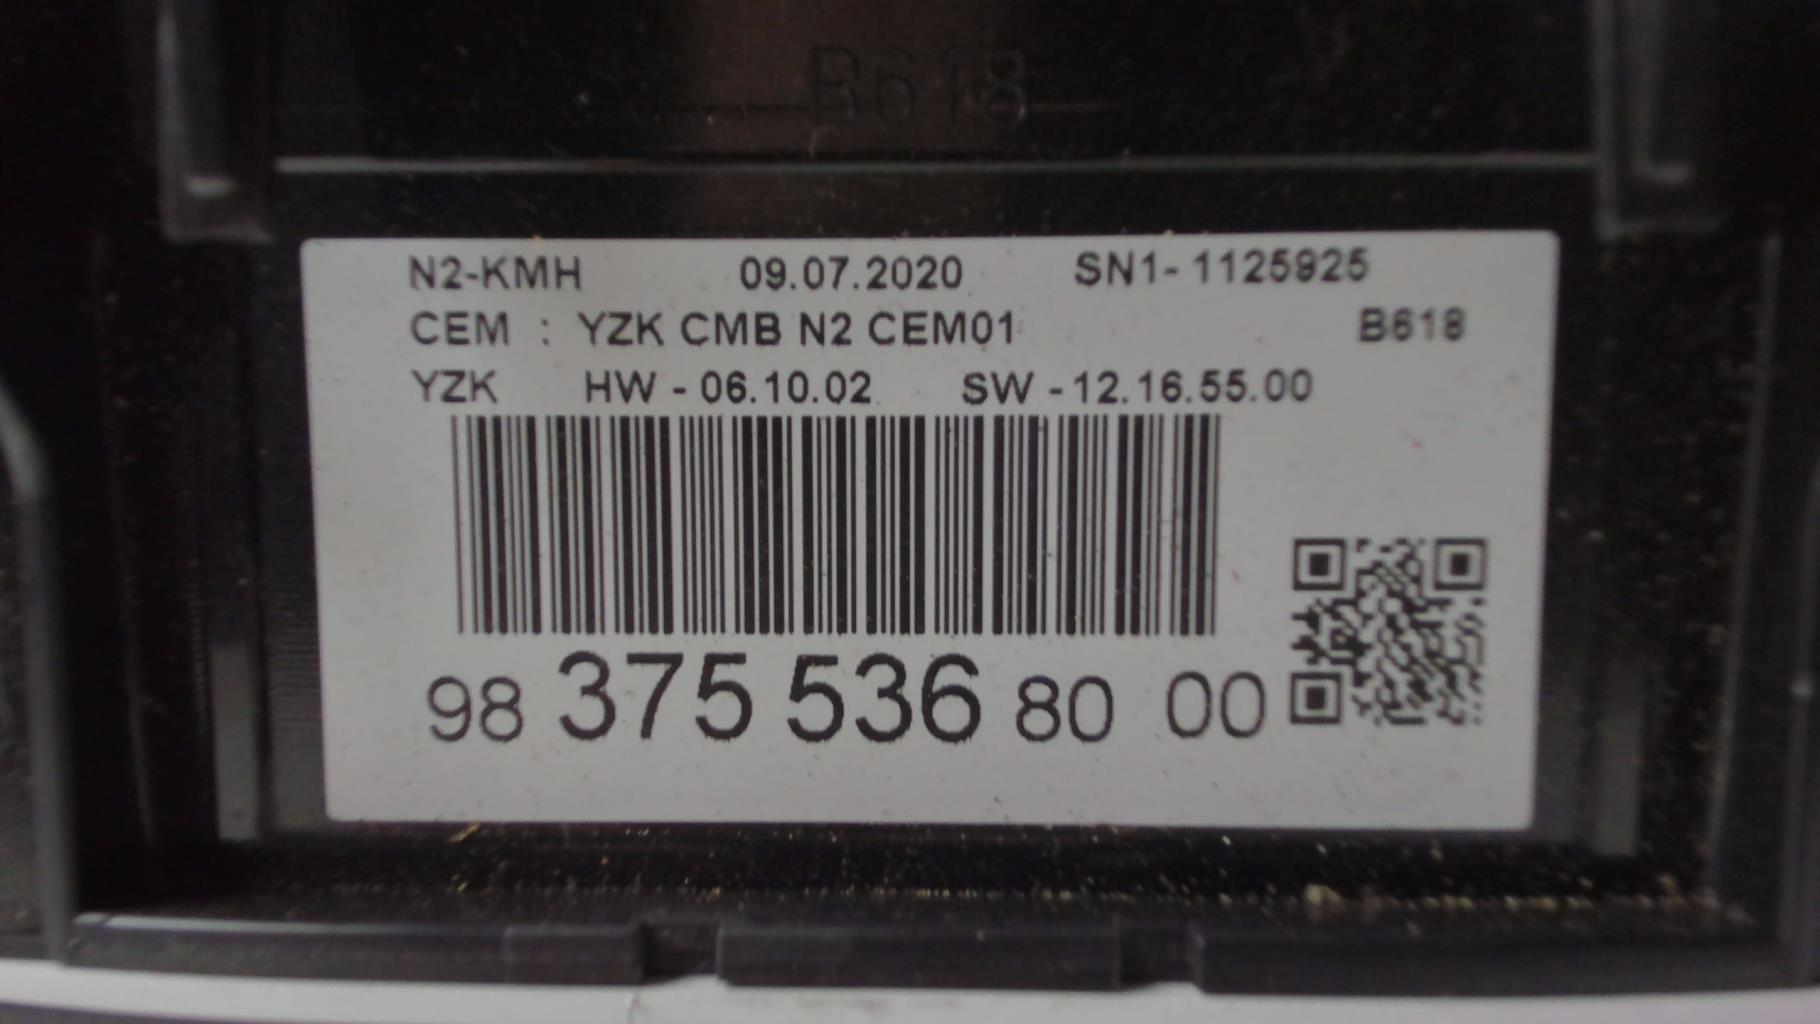 B618
N2-KMH 09.07.2020 SN1-1125925
CEM : YZK CMB N2 CEM01 B618
YZK HW - 06.10.02 SW - 12.16.55.00
98 375 536 80 00